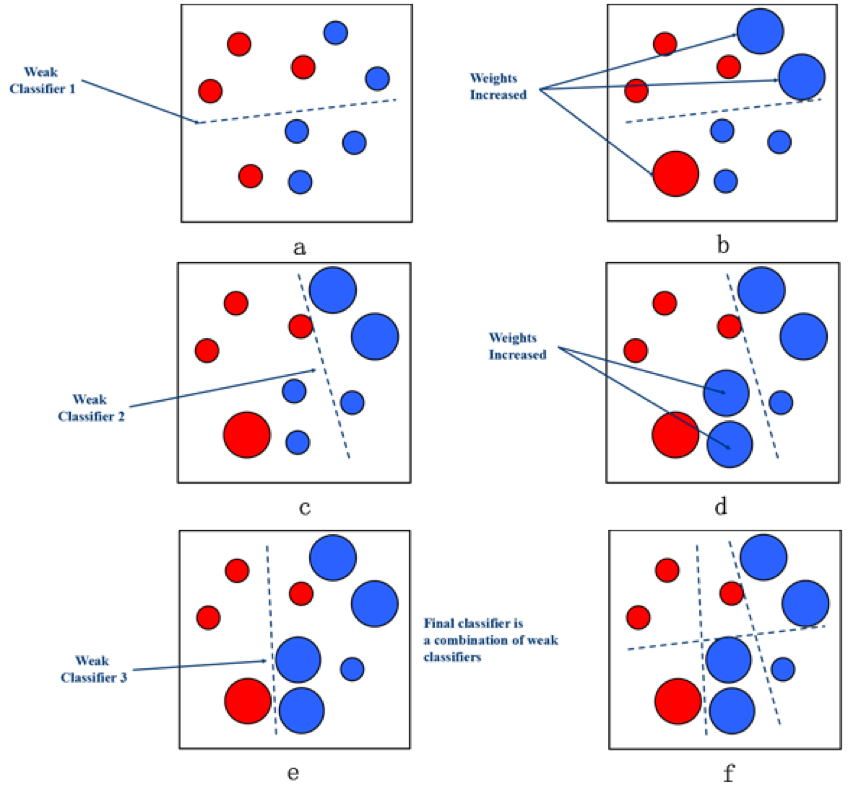 Weak
Classifier 1
Weights
Increased
a
b
Weak
Classifier 2
Weights
Increased
c
d
Weak
Classifier 3
Final classifier is
a combination of weak
classifiers
e
f